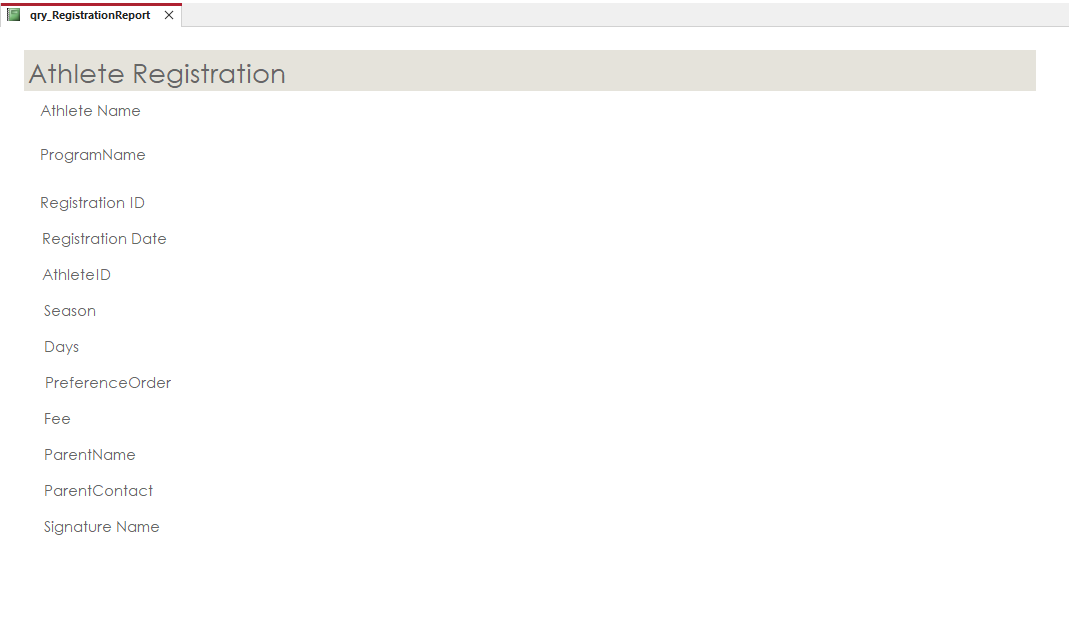 qry_RegistrationReport
Athlete Registration
Athlete Name
ProgramName
Registration ID
Registration Date
AthleteID
Season
Days
PreferenceOrder
Fee
ParentName
ParentContact
Signature Name